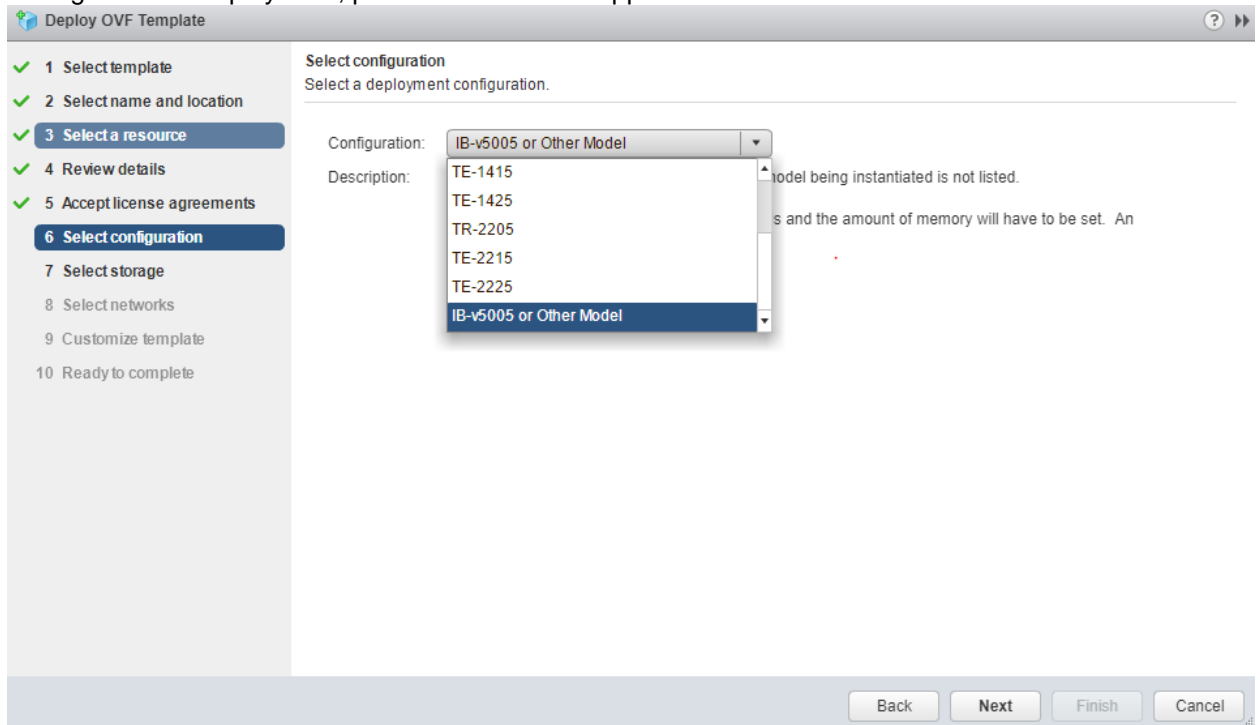 Deploy OVF Template
1 Select template
2 Select name and location
3 Select a resource
4 Review details
5 Accept license agreements
6 Select configuration
7 Select storage
8 Select networks
9 Customize template
10 Ready to complete
Select configuration
Select a deployment configuration.
Configuration: IB-v5005 or Other Model
Description:
TE-1415
TE-1425
TR-2205
TE-2215
TE-2225
IB-v5005 or Other Model
being instantiated is not listed.
and the amount of memory will have to be set. An
Back Next Finish Cancel